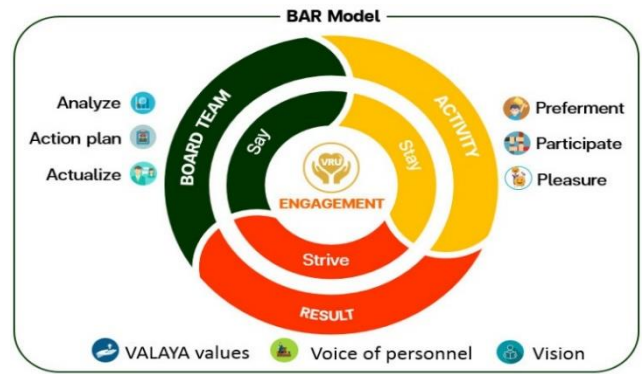 BAR Model
Analyze
Action plan
Actualize
BOARD TEAM
ACTIVITY
Say
Stay
VRU
ENGAGEMENT
Preferment
Participate
Pleasure
Strive
RESULT
VALAYA values
Voice of personnel
Vision